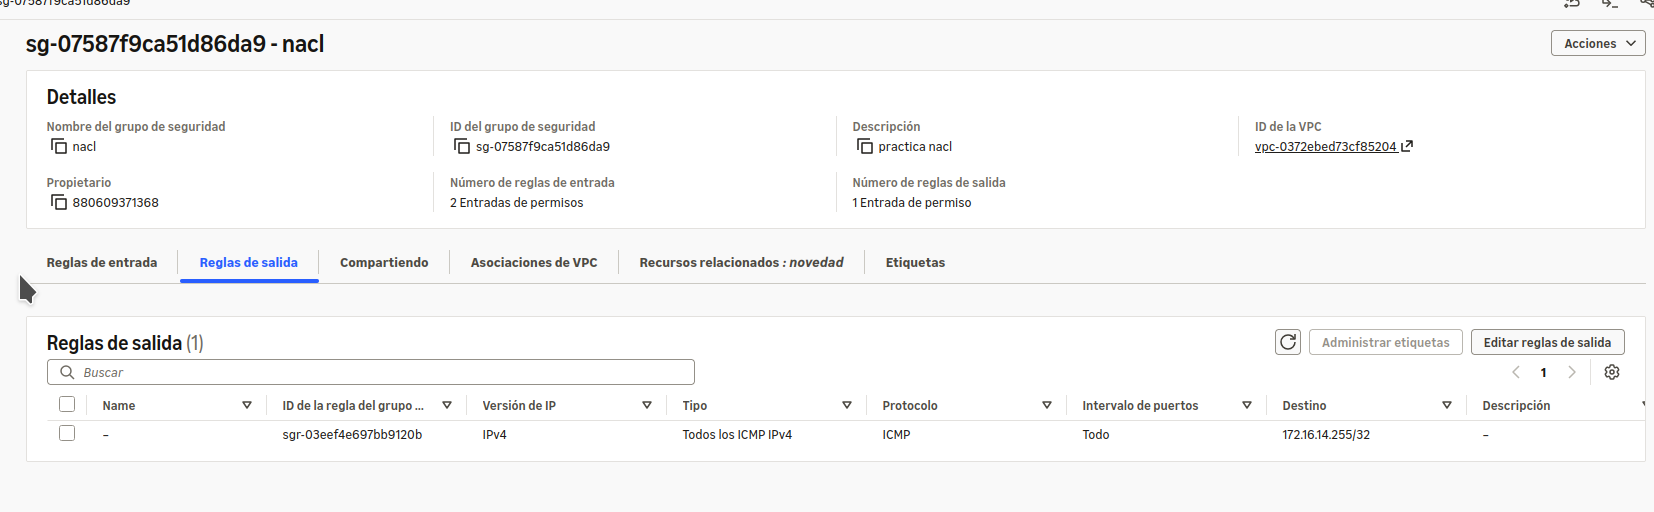 sg-07587f9ca51d86da9
sg-07587f9ca51d86da9 - nacl
Acciones
Detalles
Nombre del grupo de seguridad
nacl
ID del grupo de seguridad
sg-07587f9ca51d86da9
Descripción
practica nacl
ID de la VPC
vpc-0372ebed73cf85204
Propietario
880609371368
Número de reglas de entrada
2 Entradas de permisos
Número de reglas de salida
1 Entrada de permiso
Reglas de entrada
Reglas de salida
Compartiendo
Asociaciones de VPC
Recursos relacionados : novedad
Etiquetas
Reglas de salida (1)
Administrar etiquetas
Editar reglas de salida
Buscar
1
Name ID de la regla del grupo ... Versión de IP Tipo Protocolo Intervalo de puertos Destino Descripción
– sgr-03eef4e697bb9120b IPv4 Todos los ICMP IPv4 ICMP Todo 172.16.14.255/32 –